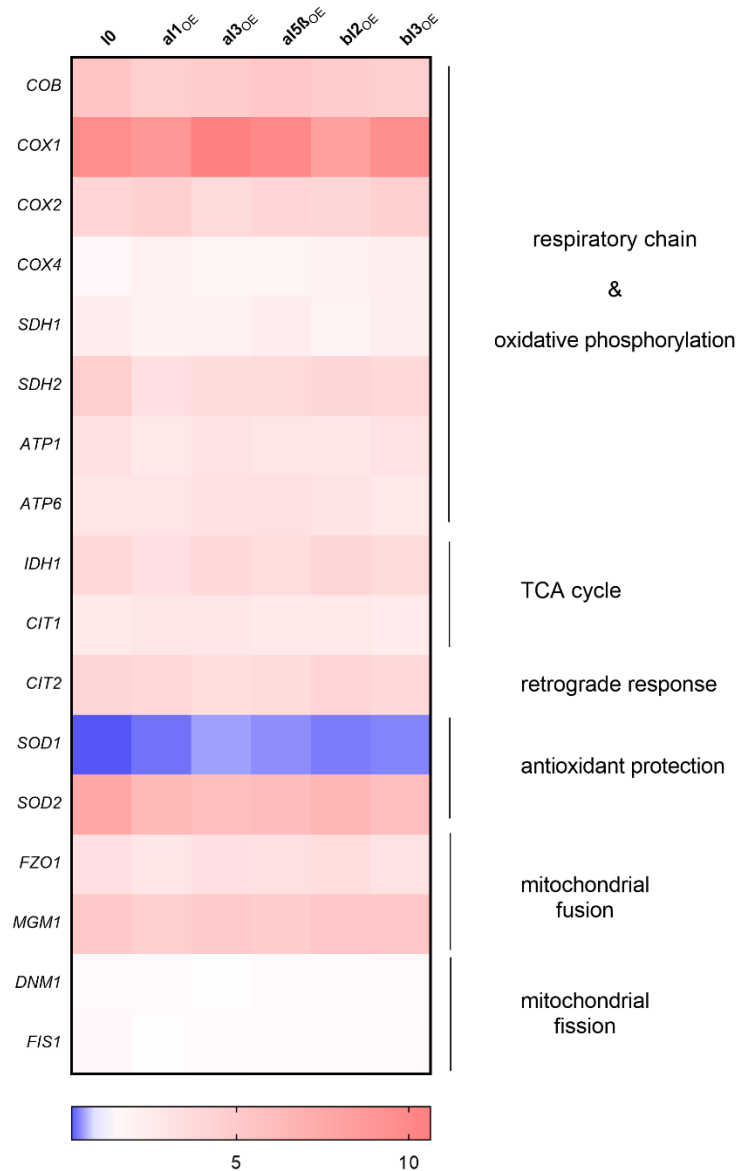 I0 aI1OE aI3OE aI5ßOE bI2OE bI3OE
COB
COX1
COX2
COX4
SDH1
SDH2
ATP1
ATP6
IDH1
CIT1
CIT2
SOD1
SOD2
FZO1
MGM1
DNM1
FIS1
respiratory chain
&
oxidative phosphorylation
TCA cycle
retrograde response
antioxidant protection
mitochondrial
fusion
mitochondrial
fission
5 10